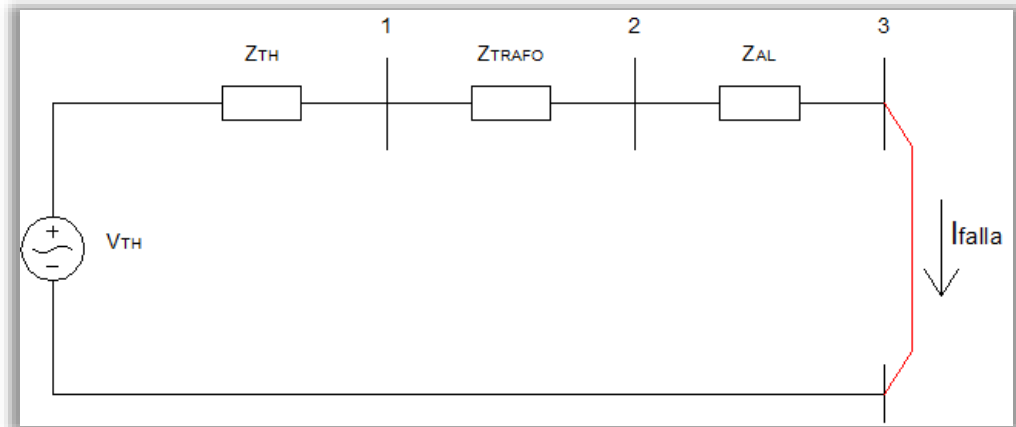 1 2 3
ZTH ZTRAFO ZAL
+
−
VTH
Ifalla